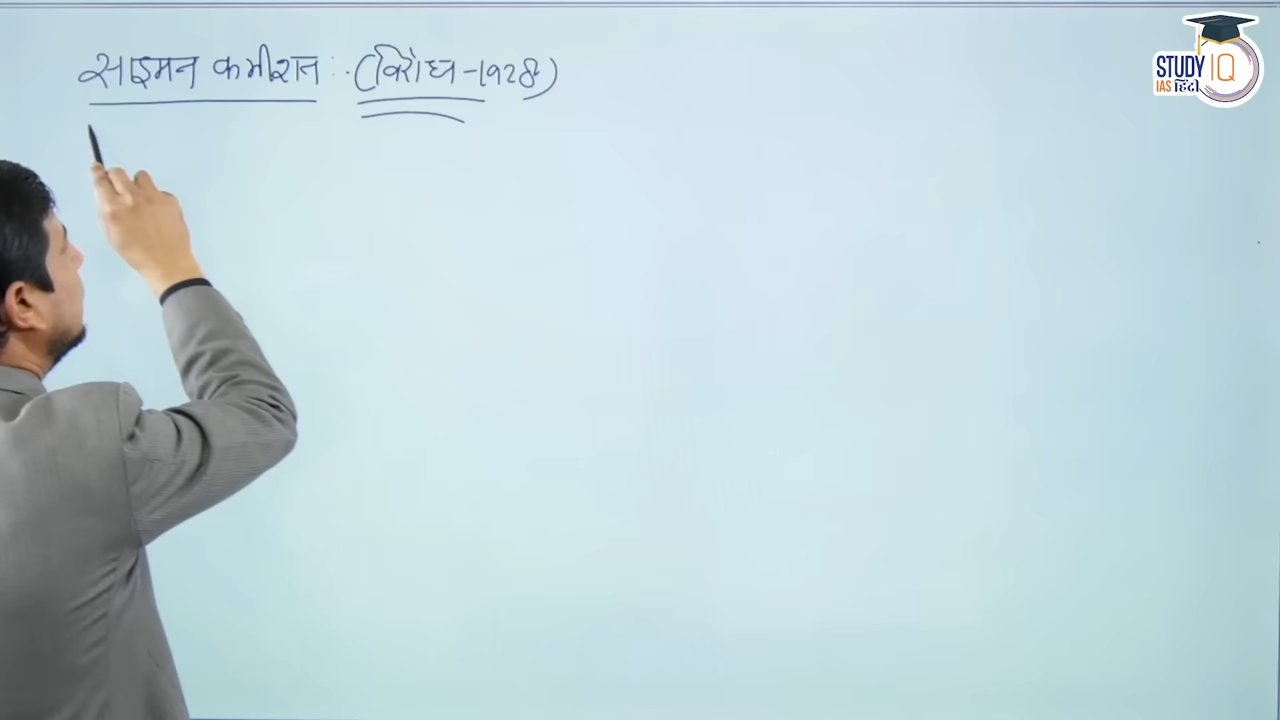 साइमन कमीशन :- (विरोध - 1928)
STUDY IQ
IAS हिंदी